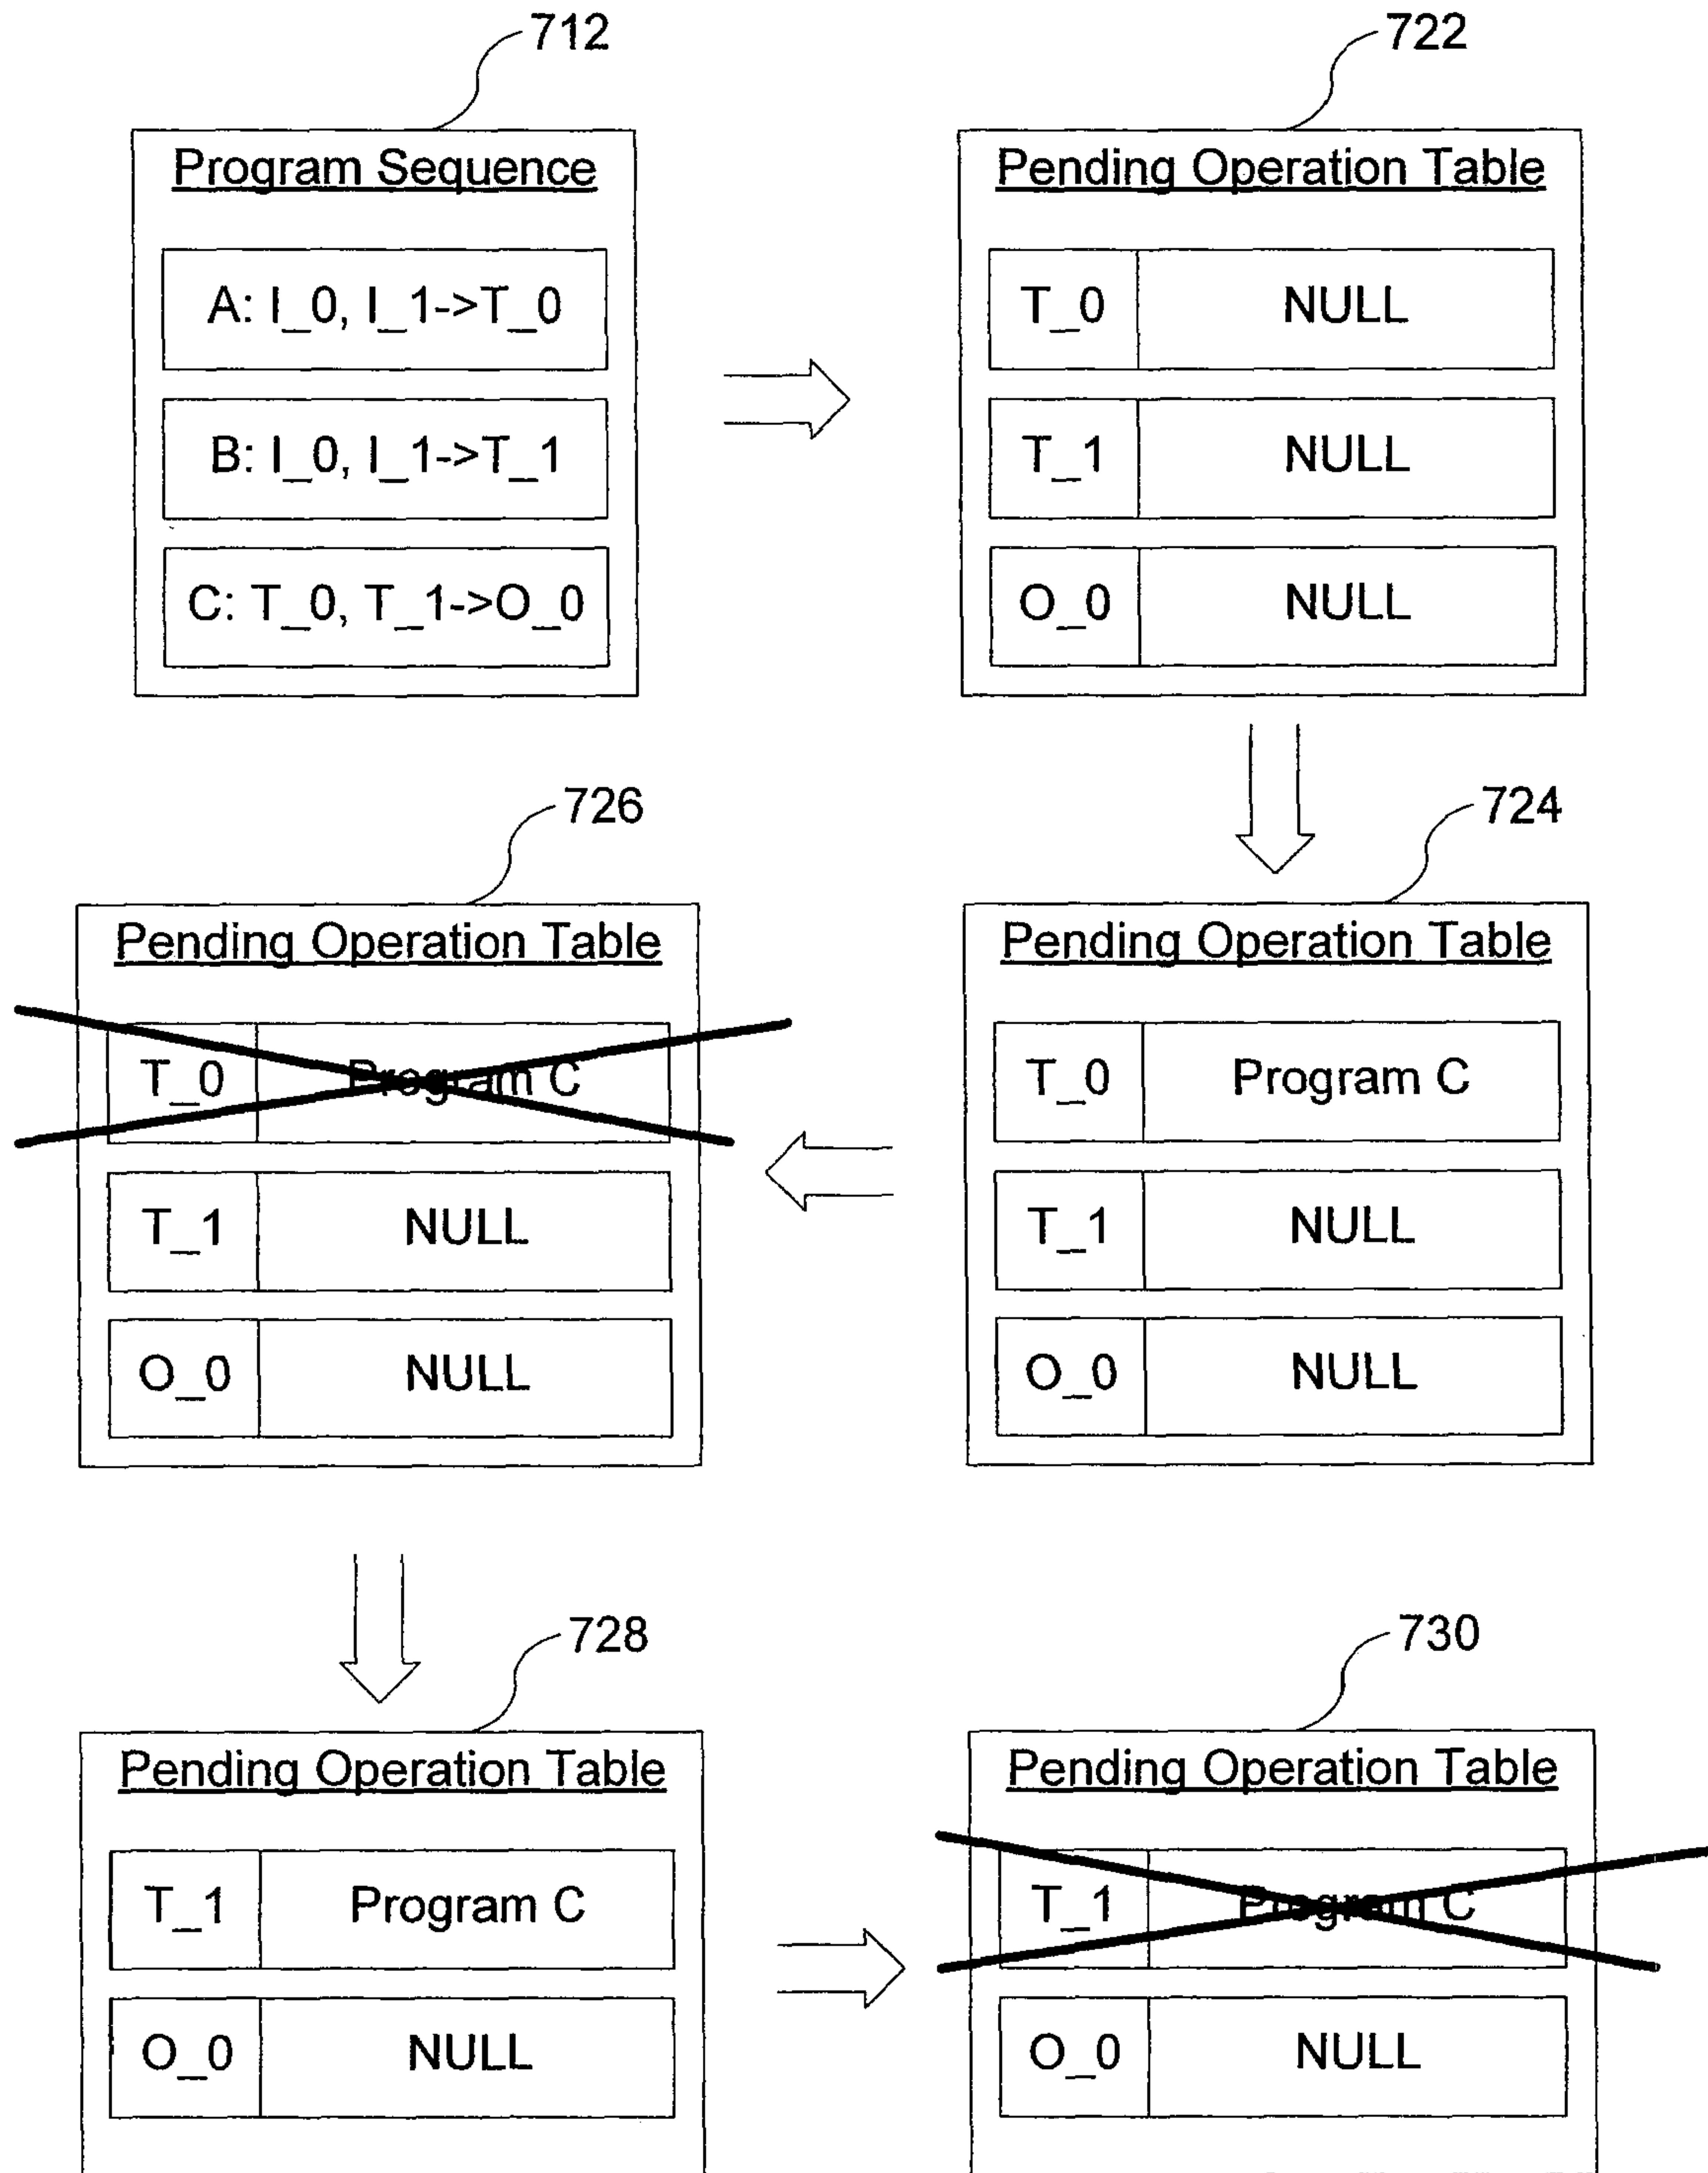 712
Program Sequence
A: I_0, I_1->T_0
B: I_0, I_1->T_1
C: T_0, T_1->O_0
722
Pending Operation Table
T_0 NULL
T_1 NULL
O_0 NULL
726
Pending Operation Table
T_0 Program C
T_1 NULL
O_0 NULL
724
Pending Operation Table
T_0 Program C
T_1 NULL
O_0 NULL
728
Pending Operation Table
T_1 Program C
O_0 NULL
730
Pending Operation Table
T_1 Program C
O_0 NULL